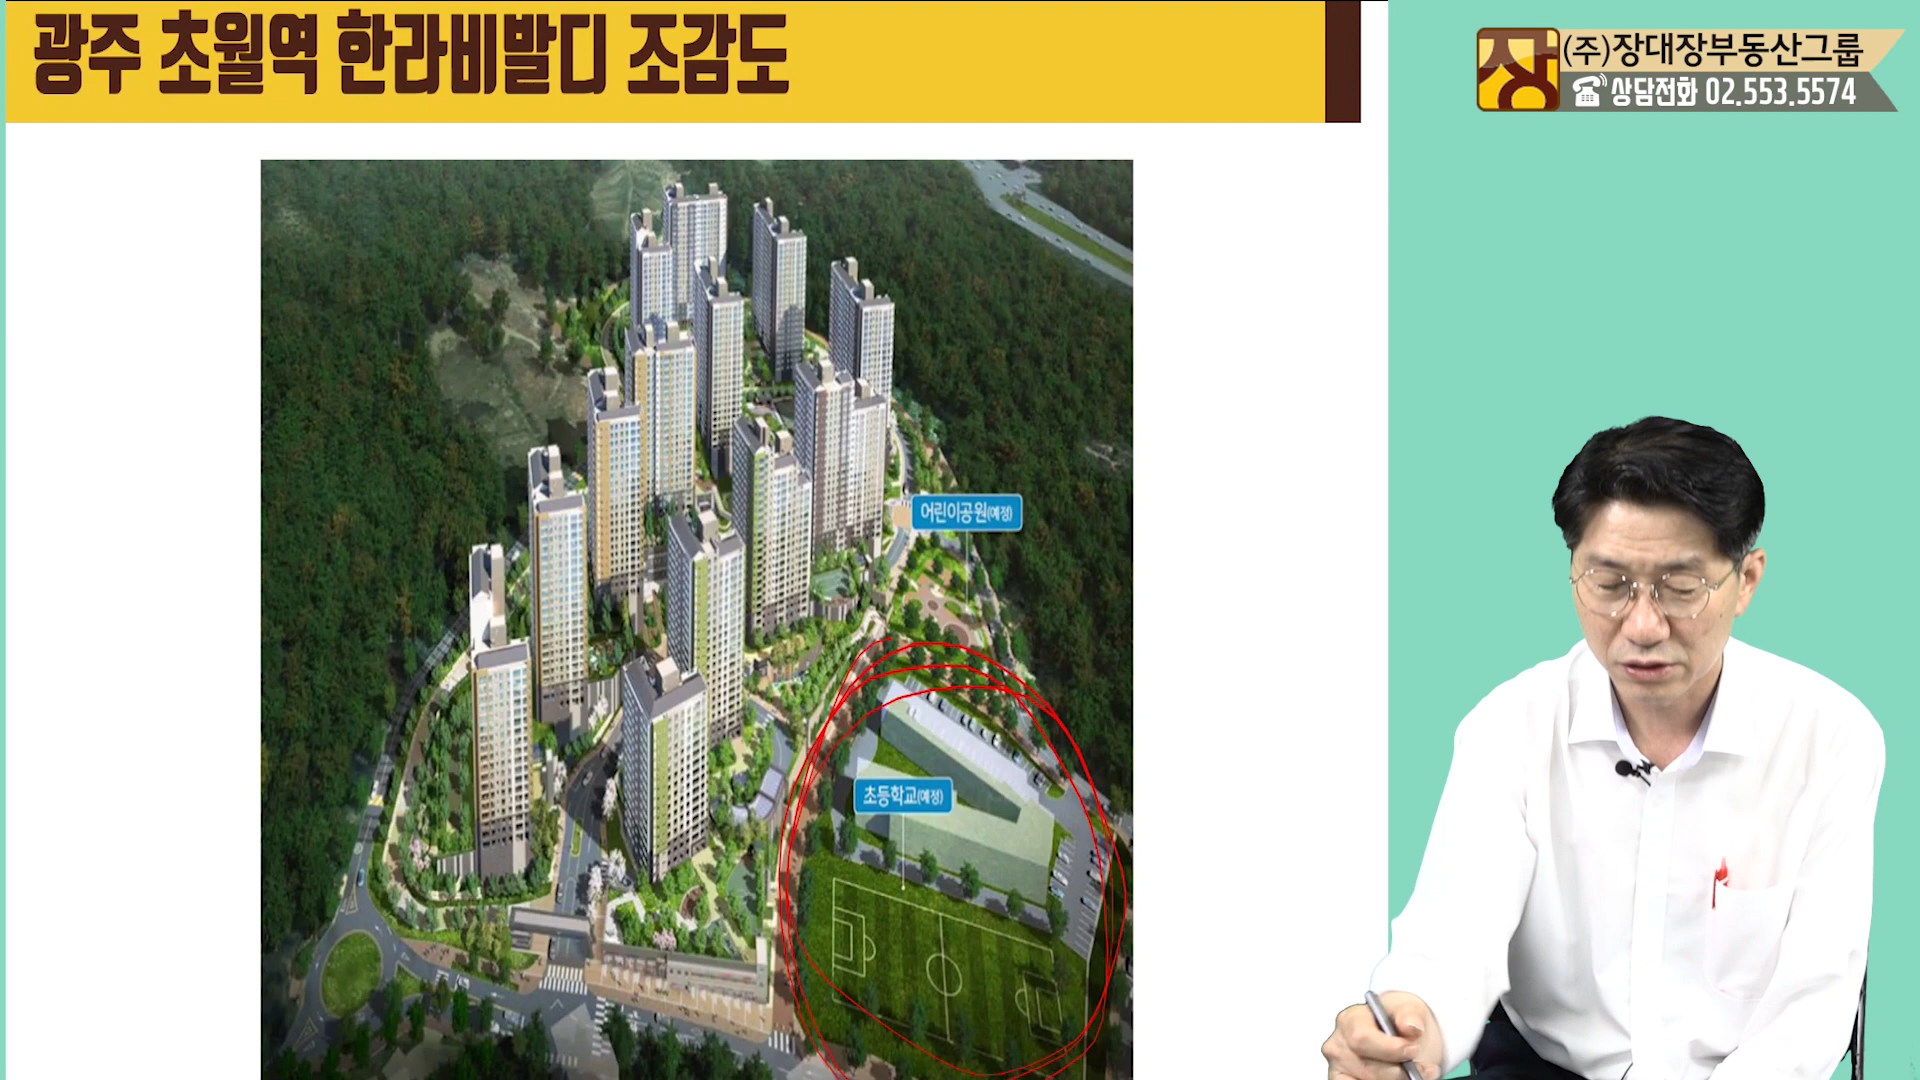 광주 초월역 한라비발디 조감도
(주)장대장부동산그룹
상담전화 02.553.5574
어린이공원(예정)
초등학교(예정)